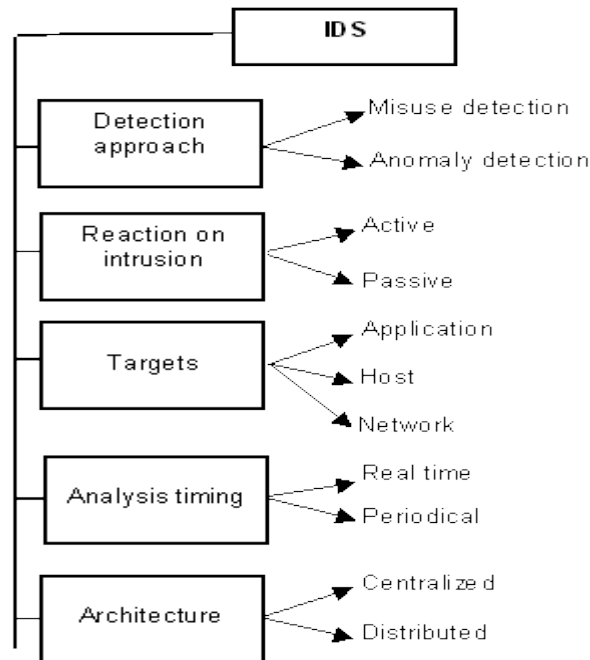 IDS
Detection
approach
Misuse detection
Anomaly detection
Reaction on
intrusion
Active
Passive
Targets
Application
Host
Network
Analysis timing
Real time
Periodical
Architecture
Centralized
Distributed